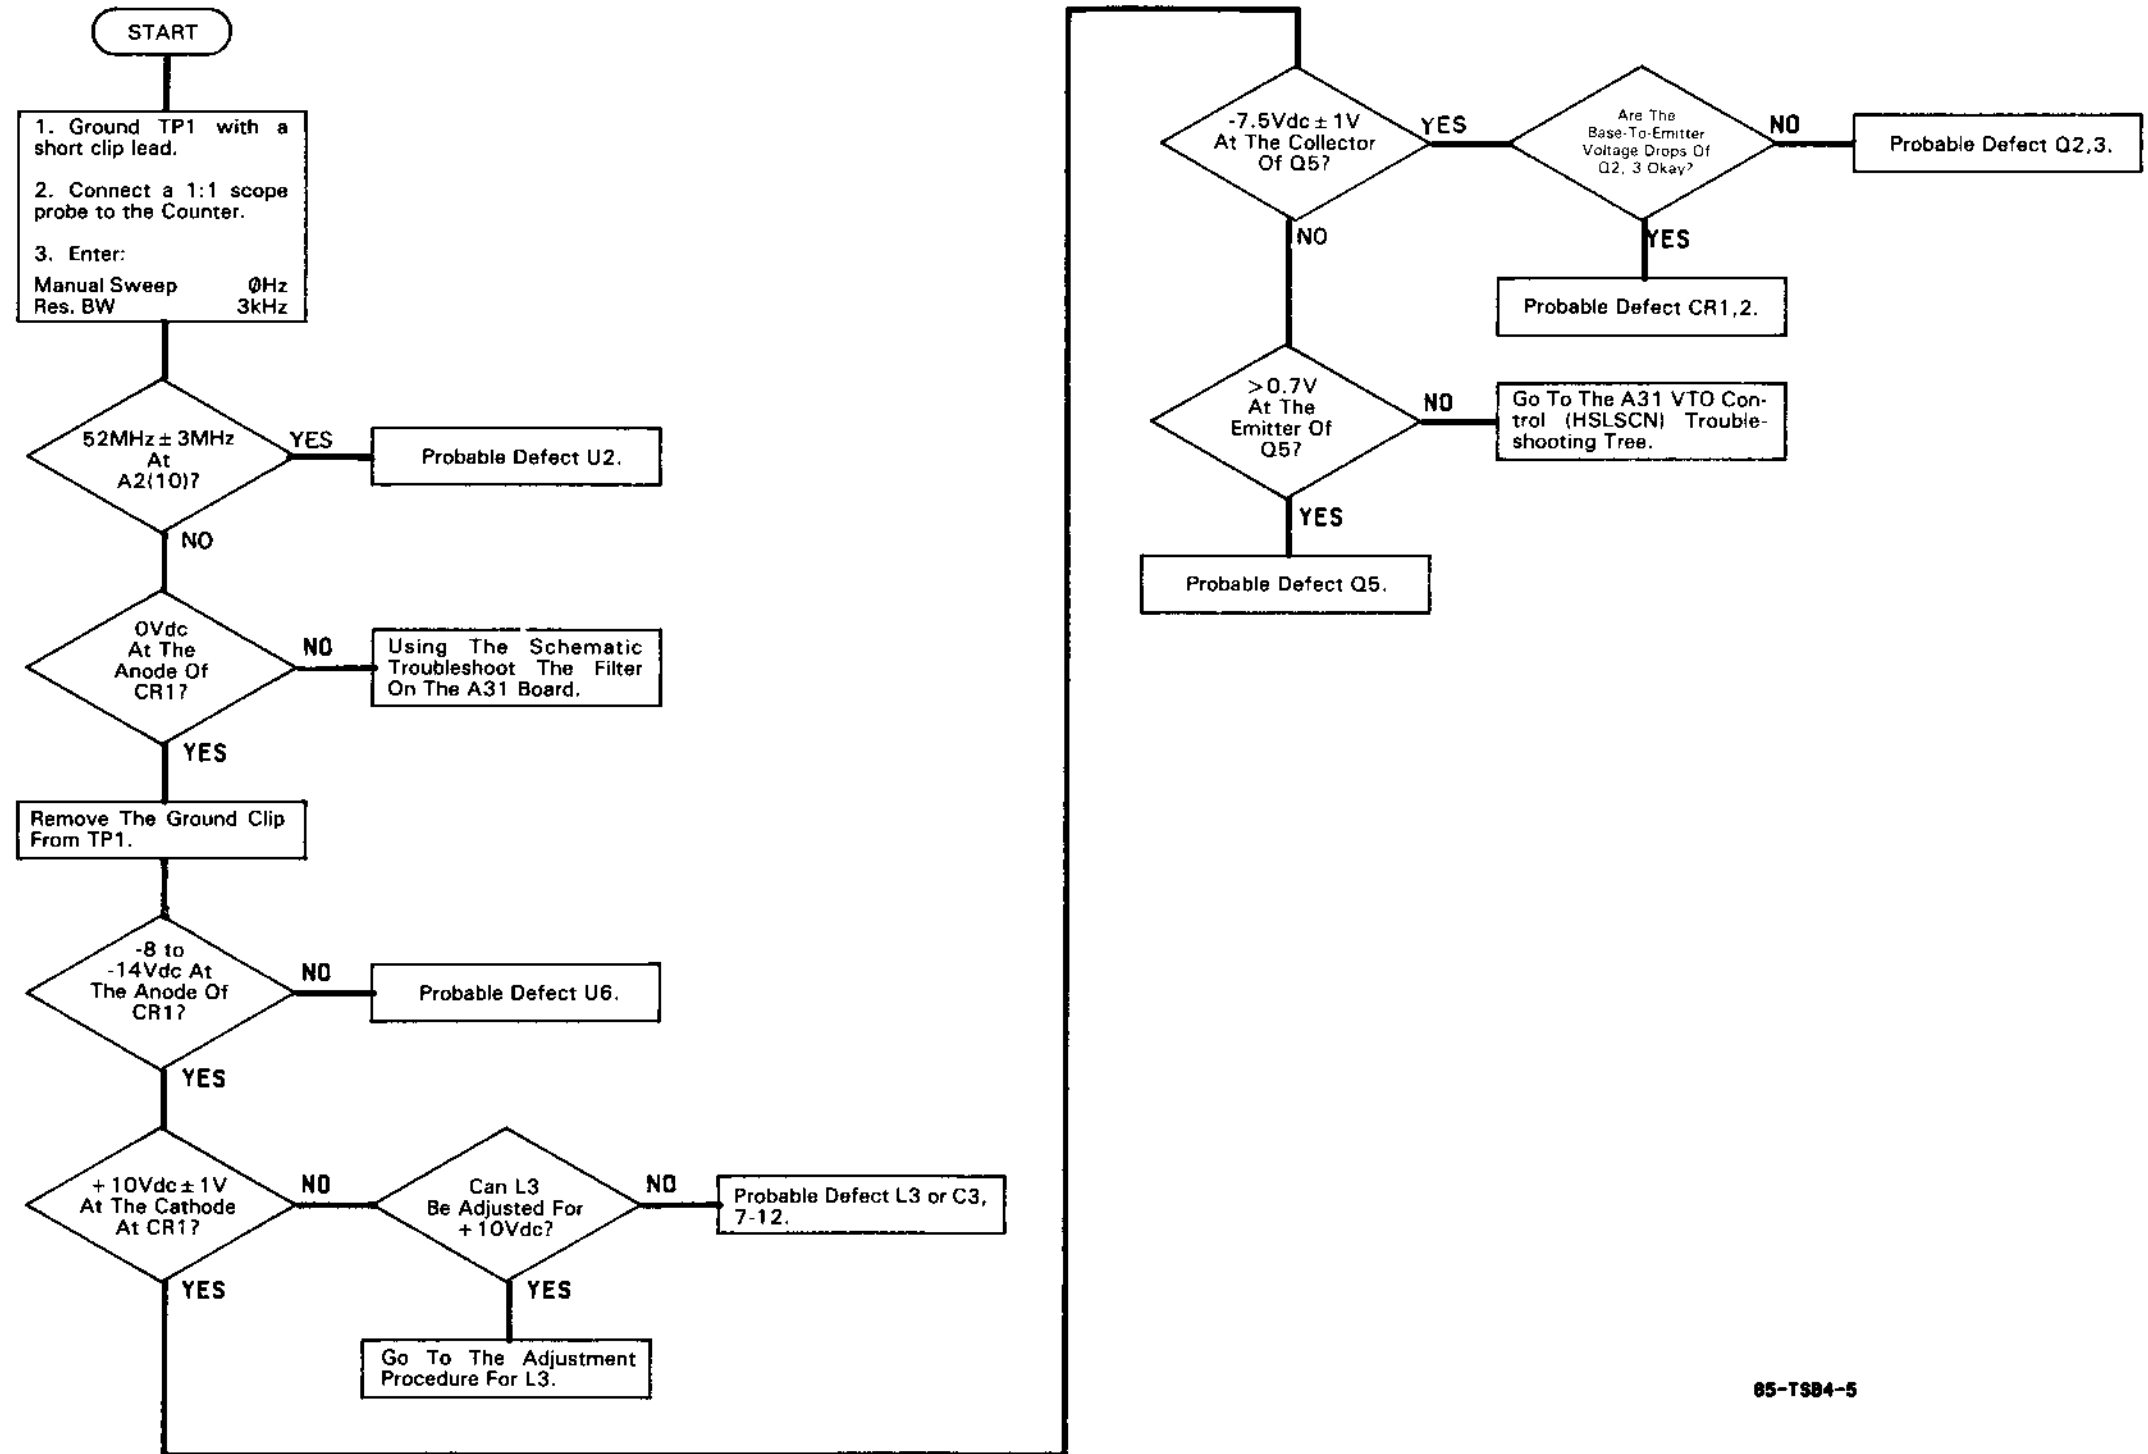 START
1. Ground TP1 with a
short clip lead.
2. Connect a 1:1 scope
probe to the Counter.
3. Enter:
Manual Sweep 0Hz
Res. BW 3kHz
52MHz ± 3MHz
At
A2(10)?
YES
Probable Defect U2.
NO
0Vdc
At The
Anode Of
CR1?
NO
Using The Schematic
Troubleshoot The Filter
On The A31 Board.
YES
Remove The Ground Clip
From TP1.
-8 to
-14Vdc At
The Anode Of
CR1?
NO
Probable Defect U6.
YES
+10Vdc ± 1V
At The Cathode
At CR1?
NO
Can L3
Be Adjusted For
+10Vdc?
NO
Probable Defect L3 or C3,
7-12.
YES
YES
Go To The Adjustment
Procedure For L3.
-7.5Vdc ± 1V
At The Collector
Of Q5?
YES
Are The
Base-To-Emitter
Voltage Drops Of
Q2, 3 Okay?
NO
Probable Defect Q2,3.
YES
Probable Defect CR1,2.
NO
>0.7V
At The
Emitter Of
Q5?
NO
Go To The A31 VTO Con-
trol (HSLSCN) Trouble-
shooting Tree.
YES
Probable Defect Q5.
85-TSB4-5